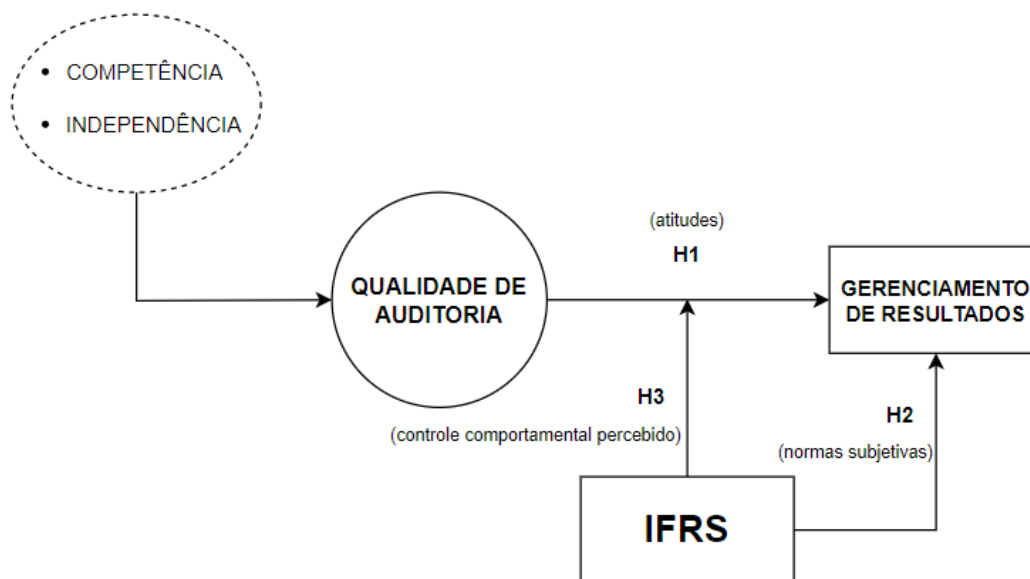 • COMPETÊNCIA
• INDEPENDÊNCIA
(atitudes)
H1
QUALIDADE DE
AUDITORIA
GERENCIAMENTO
DE RESULTADOS
H3
(controle comportamental percebido)
H2
(normas subjetivas)
IFRS